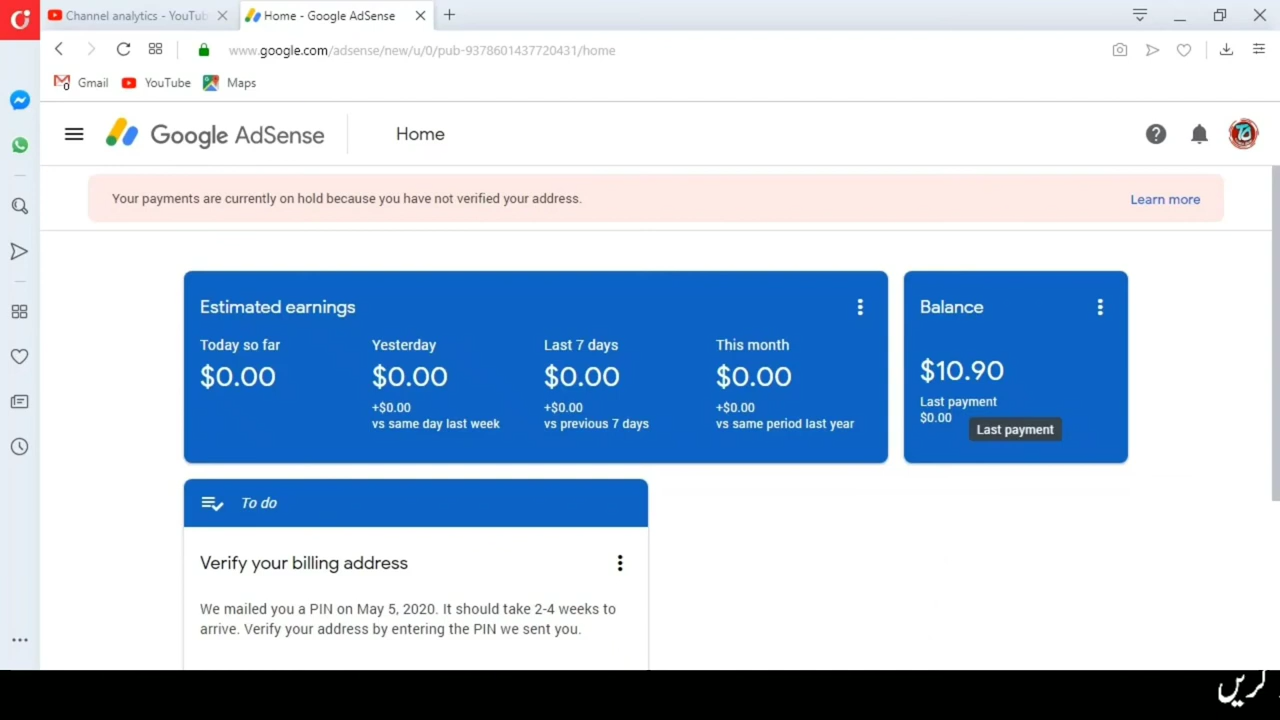 Channel analytics - YouTub
Home - Google AdSense
www.google.com/adsense/new/u/0/pub-9378601437720431/home
Gmail
YouTube
Maps
Google AdSense
Home
Your payments are currently on hold because you have not verified your address.
Learn more
Estimated earnings
Today so far
$0.00
Yesterday
$0.00
+$0.00
vs same day last week
Last 7 days
$0.00
+$0.00
vs previous 7 days
This month
$0.00
+$0.00
vs same period last year
Balance
$10.90
Last payment
$0.00
Last payment
To do
Verify your billing address
We mailed you a PIN on May 5, 2020. It should take 2-4 weeks to
arrive. Verify your address by entering the PIN we sent you.
کریں